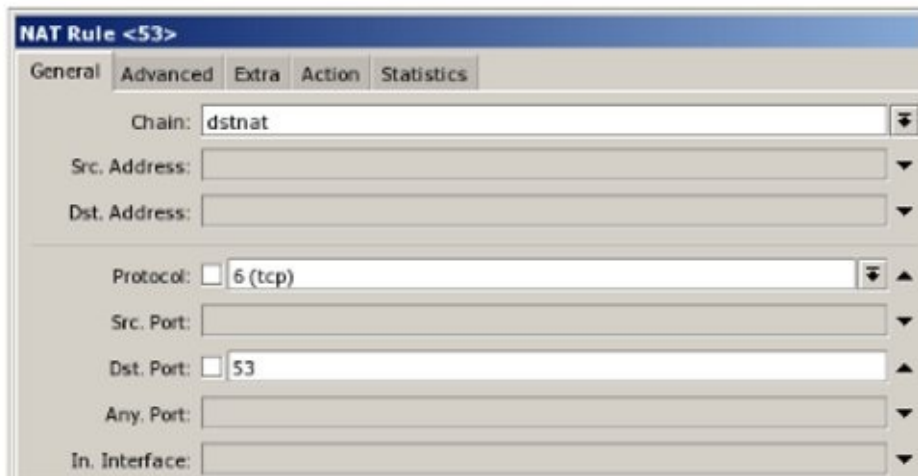 NAT Rule <53>
General Advanced Extra Action Statistics
Chain: dstnat
Src. Address:
Dst. Address:
Protocol: 6 (tcp)
Src. Port:
Dst. Port: 53
Any. Port:
In. Interface: